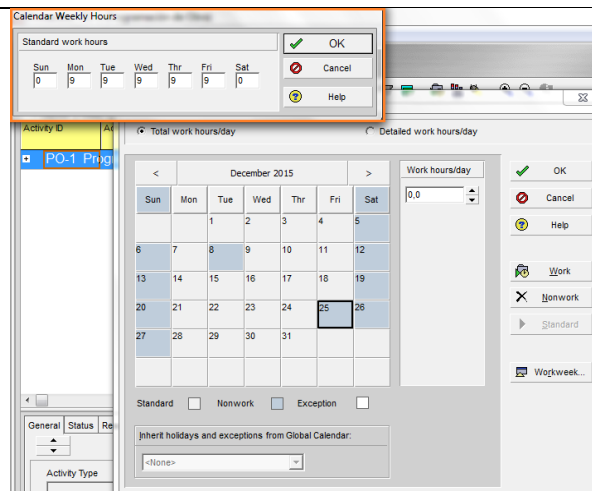 Calendar Weekly Hours
Standard work hours
Sun Mon Tue Wed Thr Fri Sat
0 9 9 9 9 9 0
OK
Cancel
Help
Activity ID
PO-1 Prog
Total work hours/day
Detailed work hours/day
< December 2015 >
Sun Mon Tue Wed Thr Fri Sat
1 2 3 4 5
6 7 8 9 10 11 12
13 14 15 16 17 18 19
20 21 22 23 24 25 26
27 28 29 30 31
Work hours/day
0,0
OK
Cancel
Help
Work
Nonwork
Standard
Workweek...
Standard Nonwork Exception
Inherit holidays and exceptions from Global Calendar:
<None>
General Status Re
Activity Type